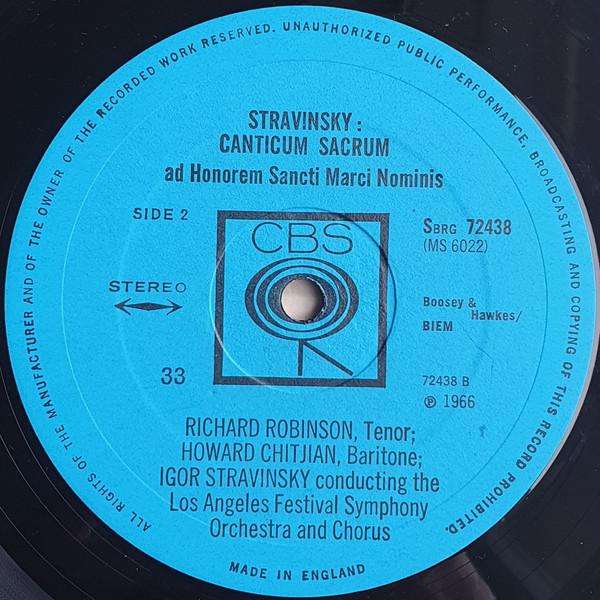 ALL RIGHTS OF THE MANUFACTURER AND OF THE OWNER OF THE RECORDED WORK RESERVED. UNAUTHORIZED PUBLIC PERFORMANCE, BROADCASTING AND COPYING OF THIS RECORD PROHIBITED.
STRAVINSKY:
CANTICUM SACRUM
ad Honorem Sancti Marci Nominis
SIDE 2
CBS
SBRG 72438
(MS 6022)
STEREO
Boosey &
Hawkes/
BIEM
33
72438 B
℗ 1966
RICHARD ROBINSON, Tenor;
HOWARD CHITJIAN, Baritone;
IGOR STRAVINSKY conducting the
Los Angeles Festival Symphony
Orchestra and Chorus
MADE IN ENGLAND